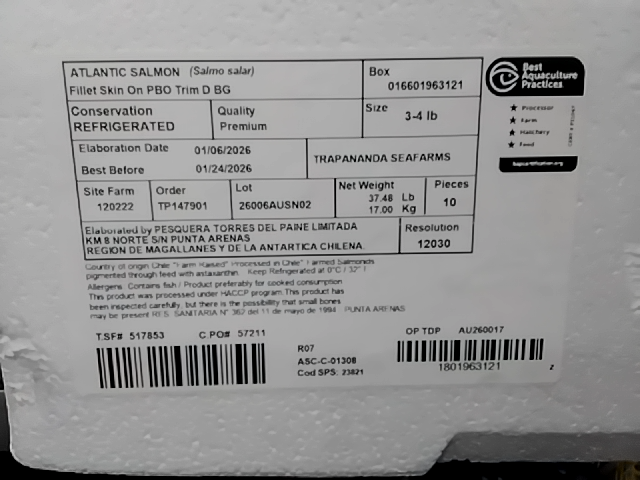 ATLANTIC SALMON (Salmo salar)
Fillet Skin On PBO Trim D BG
Box
016601963121
Conservation
REFRIGERATED
Quality
Premium
Size
3-4 lb
Elaboration Date 01/06/2026
Best Before 01/24/2026
TRAPANANDA SEAFARMS
Site Farm
120222
Order
TP147901
Lot
26006AUSN02
Net Weight
37.48 Lb
17.00 Kg
Pieces
10
Elaborated by PESQUERA TORRES DEL PAINE LIMITADA
KM 8 NORTE S/N PUNTA ARENAS
REGION DE MAGALLANES Y DE LA ANTARTICA CHILENA.
Resolution
12030
Country of origin Chile "Farm Raised" Processed in Chile" Farmed Salmonids
pigmented through feed with astaxanthin. Keep Refrigerated at 0°C / 32° F
Allergens: Contains fish / Product preferably for cooked consumption
This product was processed under HACCP program. This product has
been inspected carefully, but there is the possibility that small bones
may be present RES. SANITARIA N° 362 del 11 de mayo de 1994 PUNTA ARENAS
T.SF# 517853 C.PO# 57211
R07
ASC-C-01308
Cod SPS: 23821
OP TDP AU260017
1801963121
2
Best
Aquaculture
Practices
Processor
Farm
Hatchery
Feed
bapcertification.org